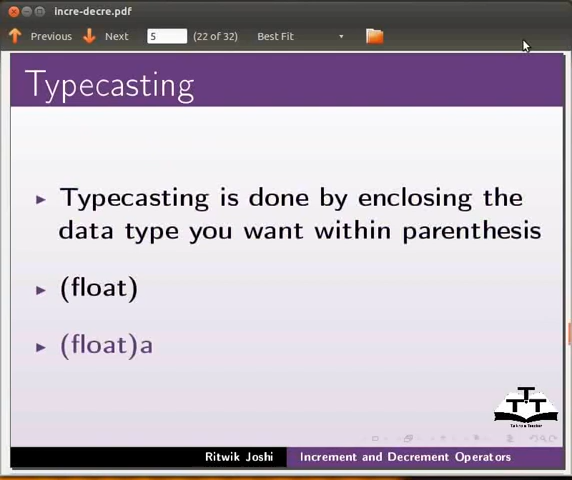 incre-decre.pdf
Previous Next 5 (22 of 32) Best Fit
Typecasting
Typecasting is done by enclosing the
data type you want within parenthesis
(float)
(float)a
TTT
Ritwik Joshi Increment and Decrement Operators